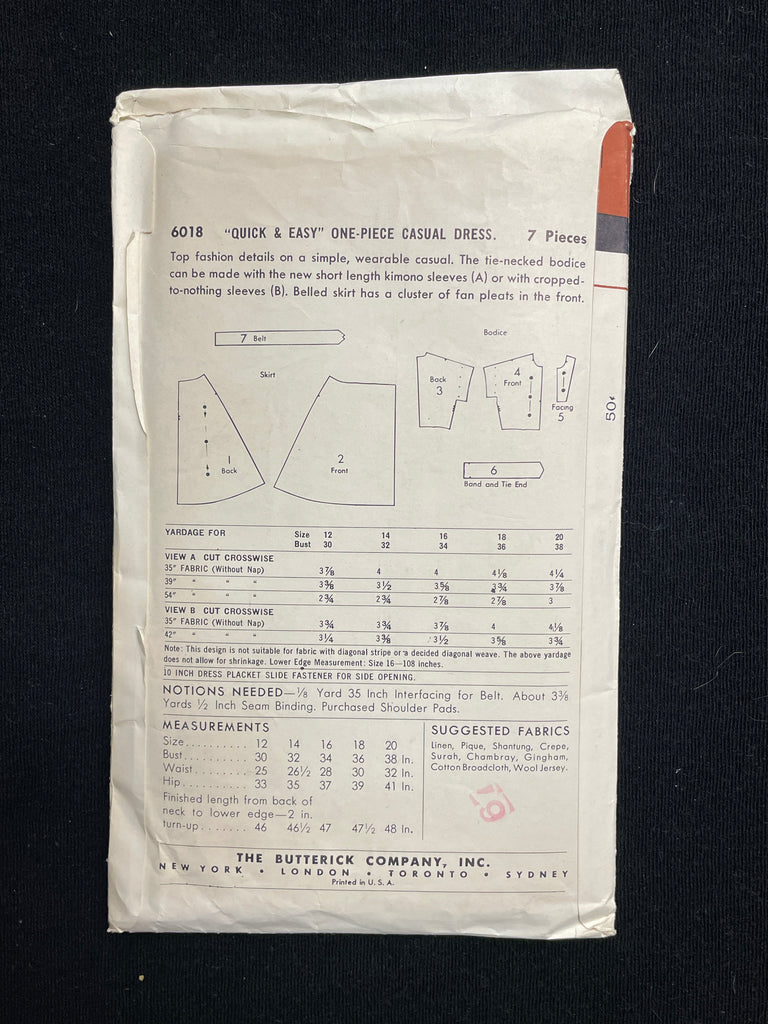 6018 "QUICK & EASY" ONE-PIECE CASUAL DRESS. 7 Pieces
Top fashion details on a simple, wearable casual. The tie-necked bodice
can be made with the new short length kimono sleeves (A) or with cropped-
to-nothing sleeves (B). Belled skirt has a cluster of fan pleats in the front.
7 Belt
Bodice
Skirt
Back
3
4
Front
Facing
5
1
Back
2
Front
6
Band and Tie End
50¢
YARDAGE FOR Size 12 14 16 18 20
Bust 30 32 34 36 38
VIEW A CUT CROSSWISE
35" FABRIC (Without Nap) 3⅞ 4 4 4⅛ 4¼
39" " " " 3⅜ 3½ 3⅝ 3¾ 3⅞
54" " " " 2¾ 2¾ 2⅞ 2⅞ 3
VIEW B CUT CROSSWISE
35" FABRIC (Without Nap) 3¾ 3¾ 3⅞ 4 4⅛
42" " " " 3¼ 3⅜ 3½ 3⅝ 3¾
Note: This design is not suitable for fabric with diagonal stripe or a decided diagonal weave. The above yardage
does not allow for shrinkage. Lower Edge Measurement: Size 16—108 inches.
10 INCH DRESS PLACKET SLIDE FASTENER FOR SIDE OPENING.
NOTIONS NEEDED—⅛ Yard 35 Inch Interfacing for Belt. About 3⅜
Yards ½ Inch Seam Binding. Purchased Shoulder Pads.
MEASUREMENTS
Size.......... 12 14 16 18 20
Bust.......... 30 32 34 36 38 In.
Waist......... 25 26½ 28 30 32 In.
Hip........... 33 35 37 39 41 In.
Finished length from back of
neck to lower edge—2 in.
turn-up....... 46 46½ 47 47½ 48 In.
SUGGESTED FABRICS
Linen, Pique, Shantung, Crepe,
Surah, Chambray, Gingham,
Cotton Broadcloth, Wool Jersey.
THE BUTTERICK COMPANY, INC.
NEW YORK • LONDON • TORONTO • SYDNEY
Printed in U. S. A.